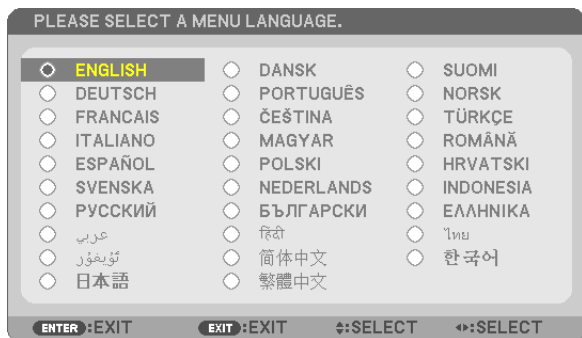 PLEASE SELECT A MENU LANGUAGE.
ENGLISH DANSK SUOMI
DEUTSCH PORTUGUÊS NORSK
FRANCAIS ČEŠTINA TÜRKÇE
ITALIANO MAGYAR ROMÂNĂ
ESPAÑOL POLSKI HRVATSKI
SVENSKA NEDERLANDS INDONESIA
РУССКИЙ БЪЛГАРСКИ ΕΛΛΗΝΙΚΑ
عربي हिंदी ไทย
ئۇيغۇر 简体中文 한국어
日本語 繁體中文
ENTER :EXIT EXIT :EXIT :SELECT :SELECT